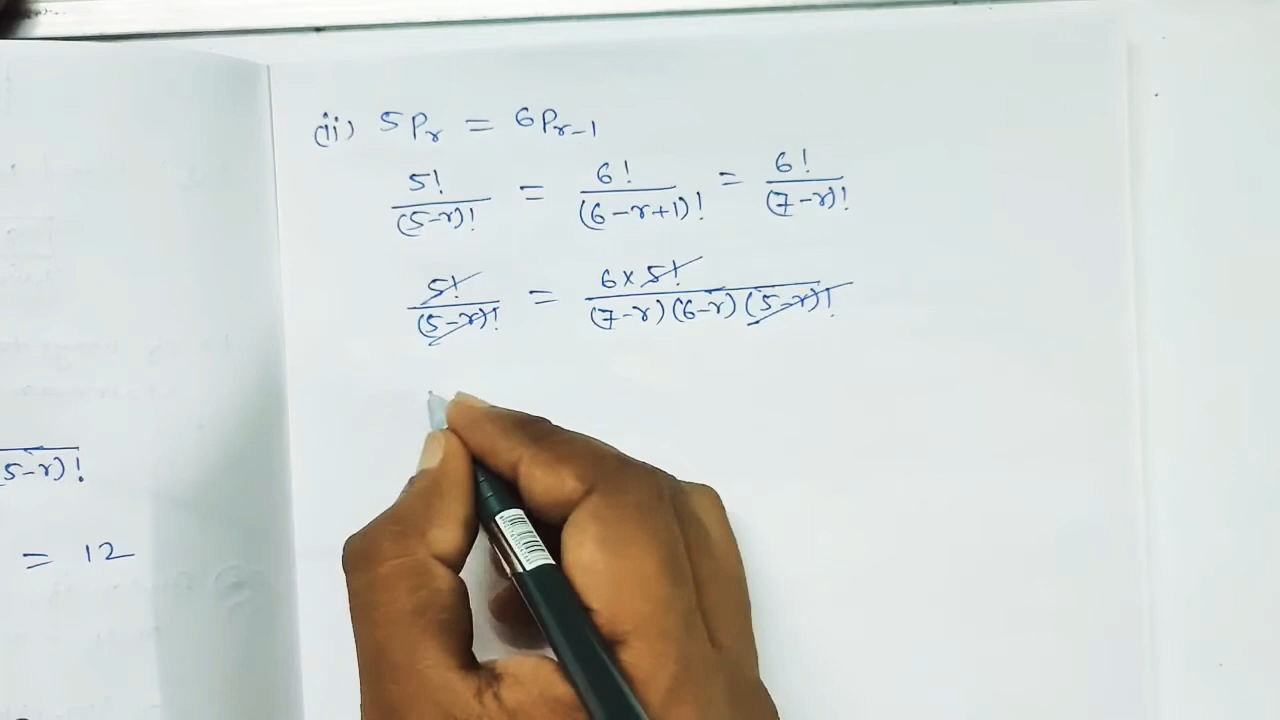 (ii) 5Pr = 6Pr-1
5!/(5-r)! = 6!/(6-r+1)! = 6!/(7-r)!
5!/(5-r)! = 6×5!/(7-r)(6-r)(5-r)!
5-r)!
= 12